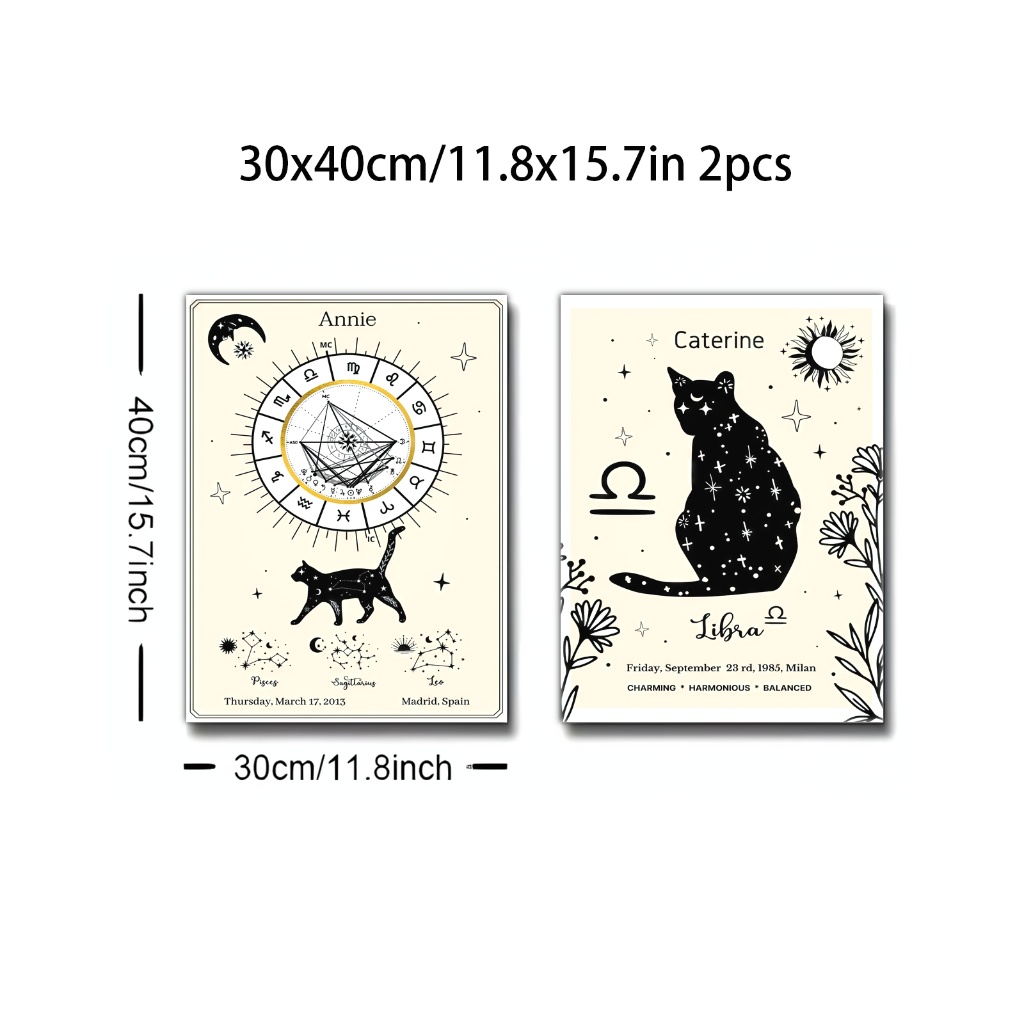 30x40cm/11.8x15.7in 2pcs
40cm/15.7inch
Annie
MC
MC
IC
Pisces
Sagittarius
Leo
Thursday, March 17, 2013
Madrid, Spain
Caterine
Libra
Friday, September 23 rd, 1985, Milan
CHARMING * HARMONIOUS * BALANCED
30cm/11.8inch